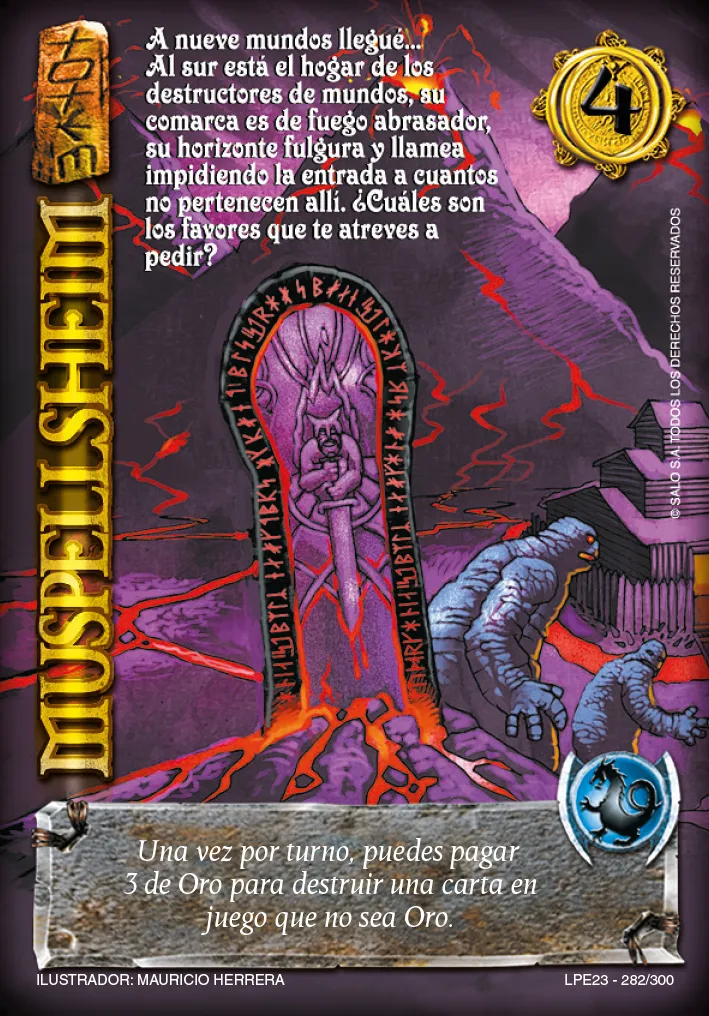 A nueve mundos llegué...
Al sur está el hogar de los
destructores de mundos, su
comarca es de fuego abrasador,
su horizonte fulgura y llamea
impidiendo la entrada a cuantos
no pertenecen allí. ¿Cuáles son
los favores que te atreves a
pedir?
4
MUSPELLSHEIM
© SALO S.A. TODOS LOS DERECHOS RESERVADOS
Una vez por turno, puedes pagar
3 de Oro para destruir una carta en
juego que no sea Oro.
ILUSTRADOR: MAURICIO HERRERA
LPE23 - 282/300